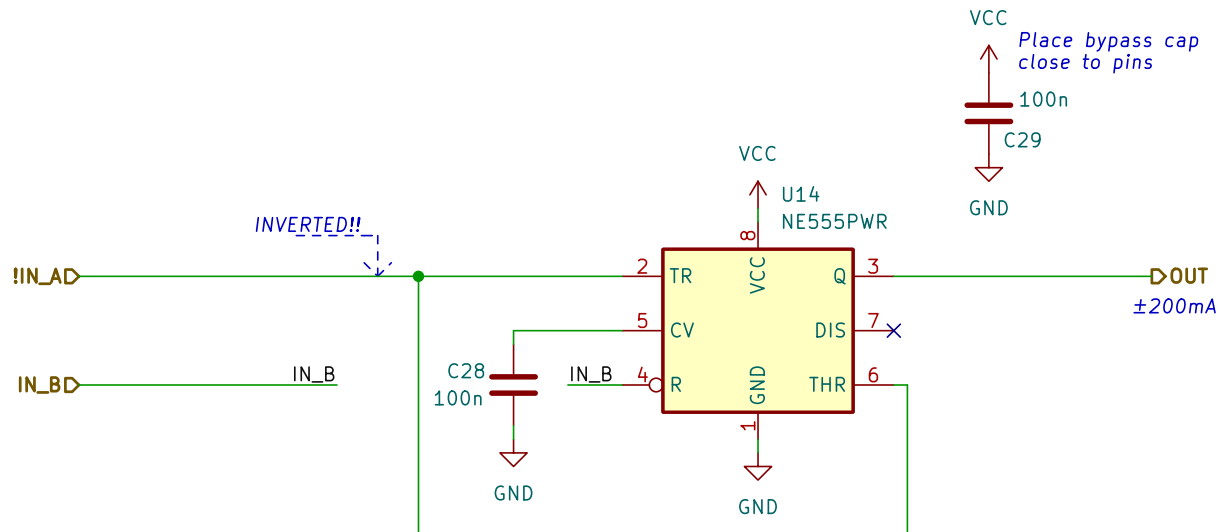 VCC
Place bypass cap
close to pins
100n
C29
GND
VCC
U14
NE555PWR
INVERTED!!
!IN_A
2
TR
8
VCC
Q
3
OUT
±200mA
5
CV
DIS
7
IN_B
IN_B
C28
100n
IN_B
4
R
GND
THR
6
1
GND
GND